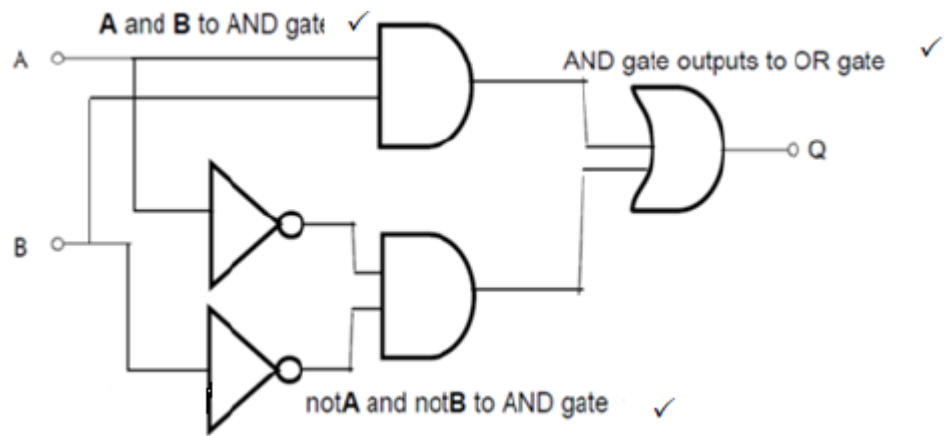 A and B to AND gate ✓
A
AND gate outputs to OR gate ✓
Q
B
notA and notB to AND gate ✓